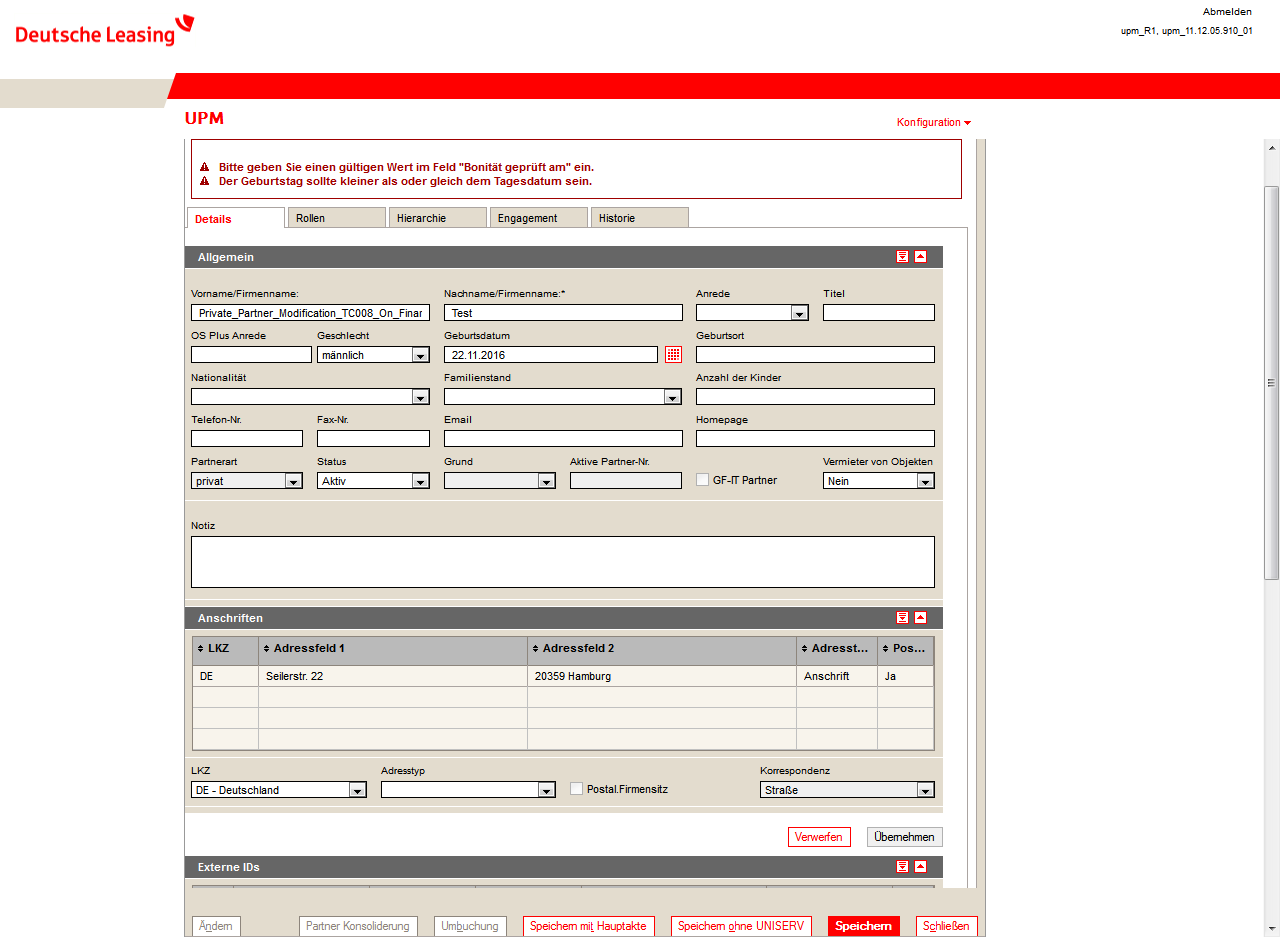 Deutsche Leasing
Abmelden
upm_R1, upm_11.12.05.910_01
UPM
Konfiguration
Bitte geben Sie einen gültigen Wert im Feld "Bonität geprüft am" ein.
Der Geburtstag sollte kleiner als oder gleich dem Tagesdatum sein.
Details Rollen Hierarchie Engagement Historie
Allgemein
Vorname/Firmenname: Nachname/Firmenname:* Anrede Titel
Private_Partner_Modification_TC008_On_Finar Test
OS Plus Anrede Geschlecht Geburtsdatum Geburtsort
männlich 22.11.2016
Nationalität Familienstand Anzahl der Kinder
Telefon-Nr. Fax-Nr. Email Homepage
Partnerart Status Grund Aktive Partner-Nr. Vermieter von Objekten
privat Aktiv GF-IT Partner Nein
Notiz
Anschriften
LKZ Adressfeld 1 Adressfeld 2 Adresst... Pos...
DE Seilerstr. 22 20359 Hamburg Anschrift Ja
LKZ Adresstyp Korrespondenz
DE - Deutschland Postal.Firmensitz Straße
Verwerfen Übernehmen
Externe IDs
Ändern Partner Konsolidierung Umbuchung Speichern mit Hauptakte Speichern ohne UNISERV Speichern Schließen